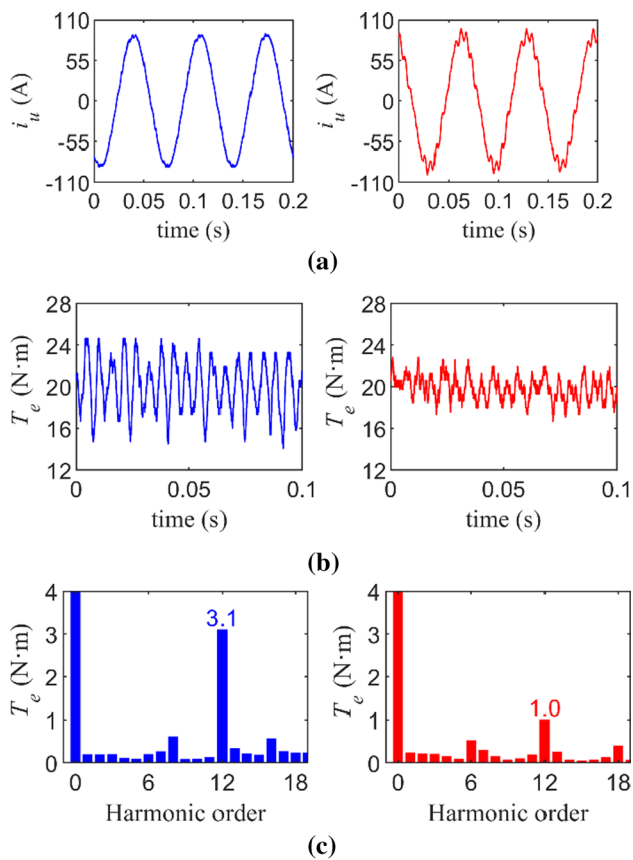 110
55
0
-55
-110
i_u (A)
0 0.05 0.1 0.15 0.2
time (s)
110
55
0
-55
-110
i_u (A)
0 0.05 0.1 0.15 0.2
time (s)
(a)
28
24
20
16
12
T_e (N·m)
0 0.05 0.1
time (s)
28
24
20
16
12
T_e (N·m)
0 0.05 0.1
time (s)
(b)
4
3
2
1
0
T_e (N·m)
3.1
0 6 12 18
Harmonic order
4
3
2
1
0
T_e (N·m)
1.0
0 6 12 18
Harmonic order
(c)